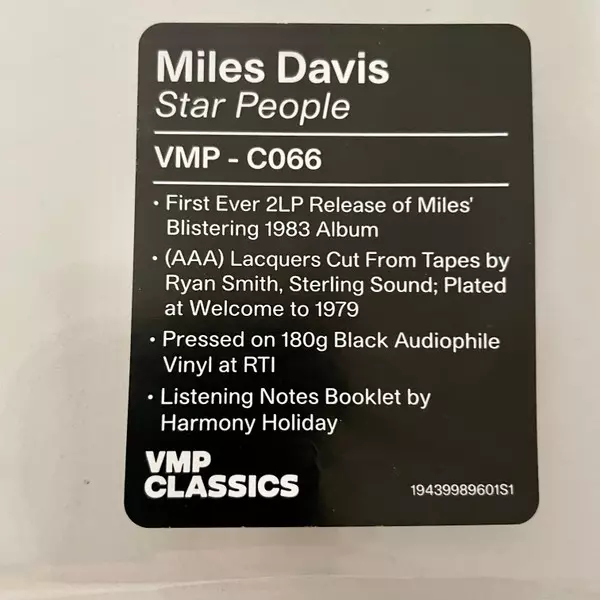 Miles Davis
Star People
VMP - C066
• First Ever 2LP Release of Miles'
Blistering 1983 Album
• (AAA) Lacquers Cut From Tapes by
Ryan Smith, Sterling Sound; Plated
at Welcome to 1979
• Pressed on 180g Black Audiophile
Vinyl at RTI
• Listening Notes Booklet by
Harmony Holiday
VMP
CLASSICS
19439989601S1